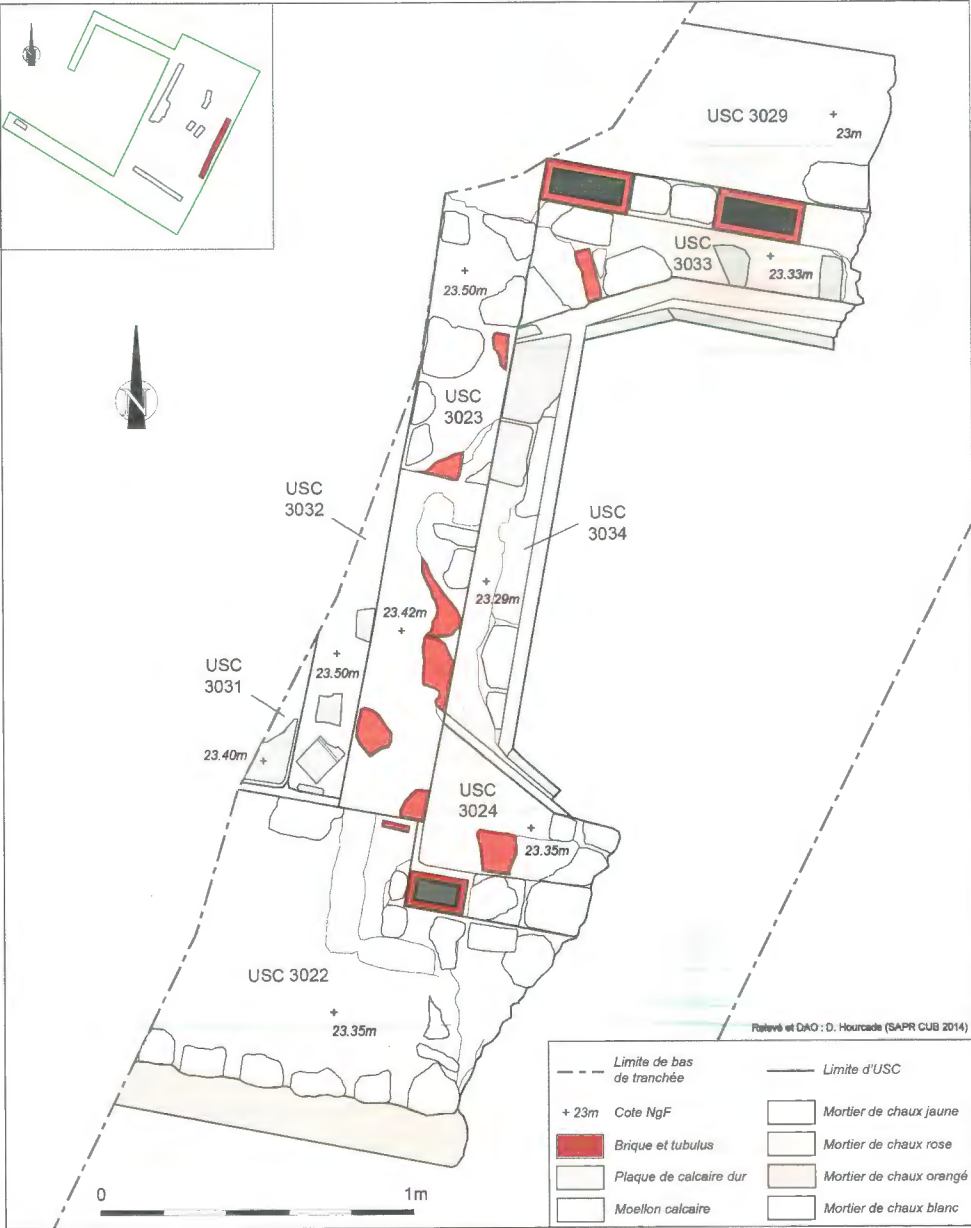 N
USC 3029
23m
USC
3033
23.33m
23.50m
N
USC
3023
USC
3032
USC
3034
23.29m
23.42m
USC
3031
23.50m
23.40m
USC
3024
23.35m
USC 3022
23.35m
Relevé et DAO : D. Hourcade (SAPR CUB 2014)
Limite de bas
de tranchée
Limite d'USC
+ 23m Cote NgF
Mortier de chaux jaune
Brique et tubulus
Mortier de chaux rose
Plaque de calcaire dur
Mortier de chaux orangé
Moellon calcaire
Mortier de chaux blanc
0 1m